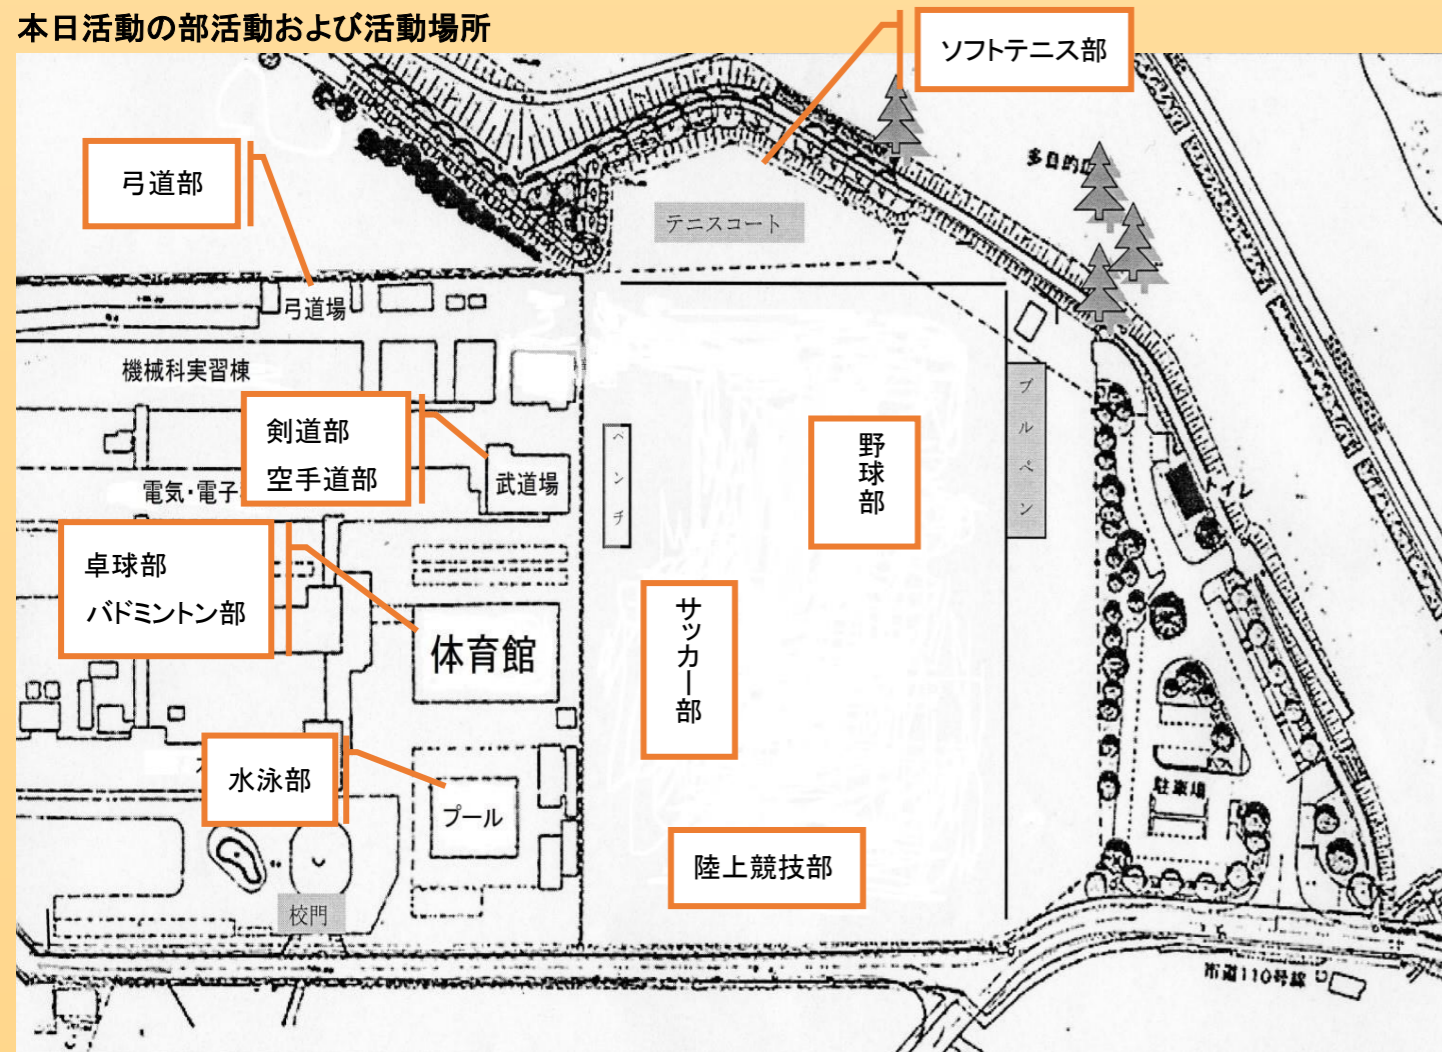 本日活動の部活動および活動場所
ソフトテニス部
弓道部
テニスコート
弓道場
機械科実習棟
剣道部
空手道部
武道場
電気・電子
ベンチ
野球部
ブルペン
トイレ
卓球部
バドミントン部
体育館
サッカー部
水泳部
プール
駐車場
陸上競技部
校門
市道110号線